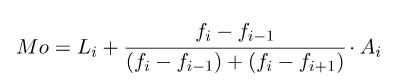 Mo = L_i + \frac{f_i - f_{i-1}}{(f_i - f_{i-1}) + (f_i - f_{i+1})} \cdot A_i